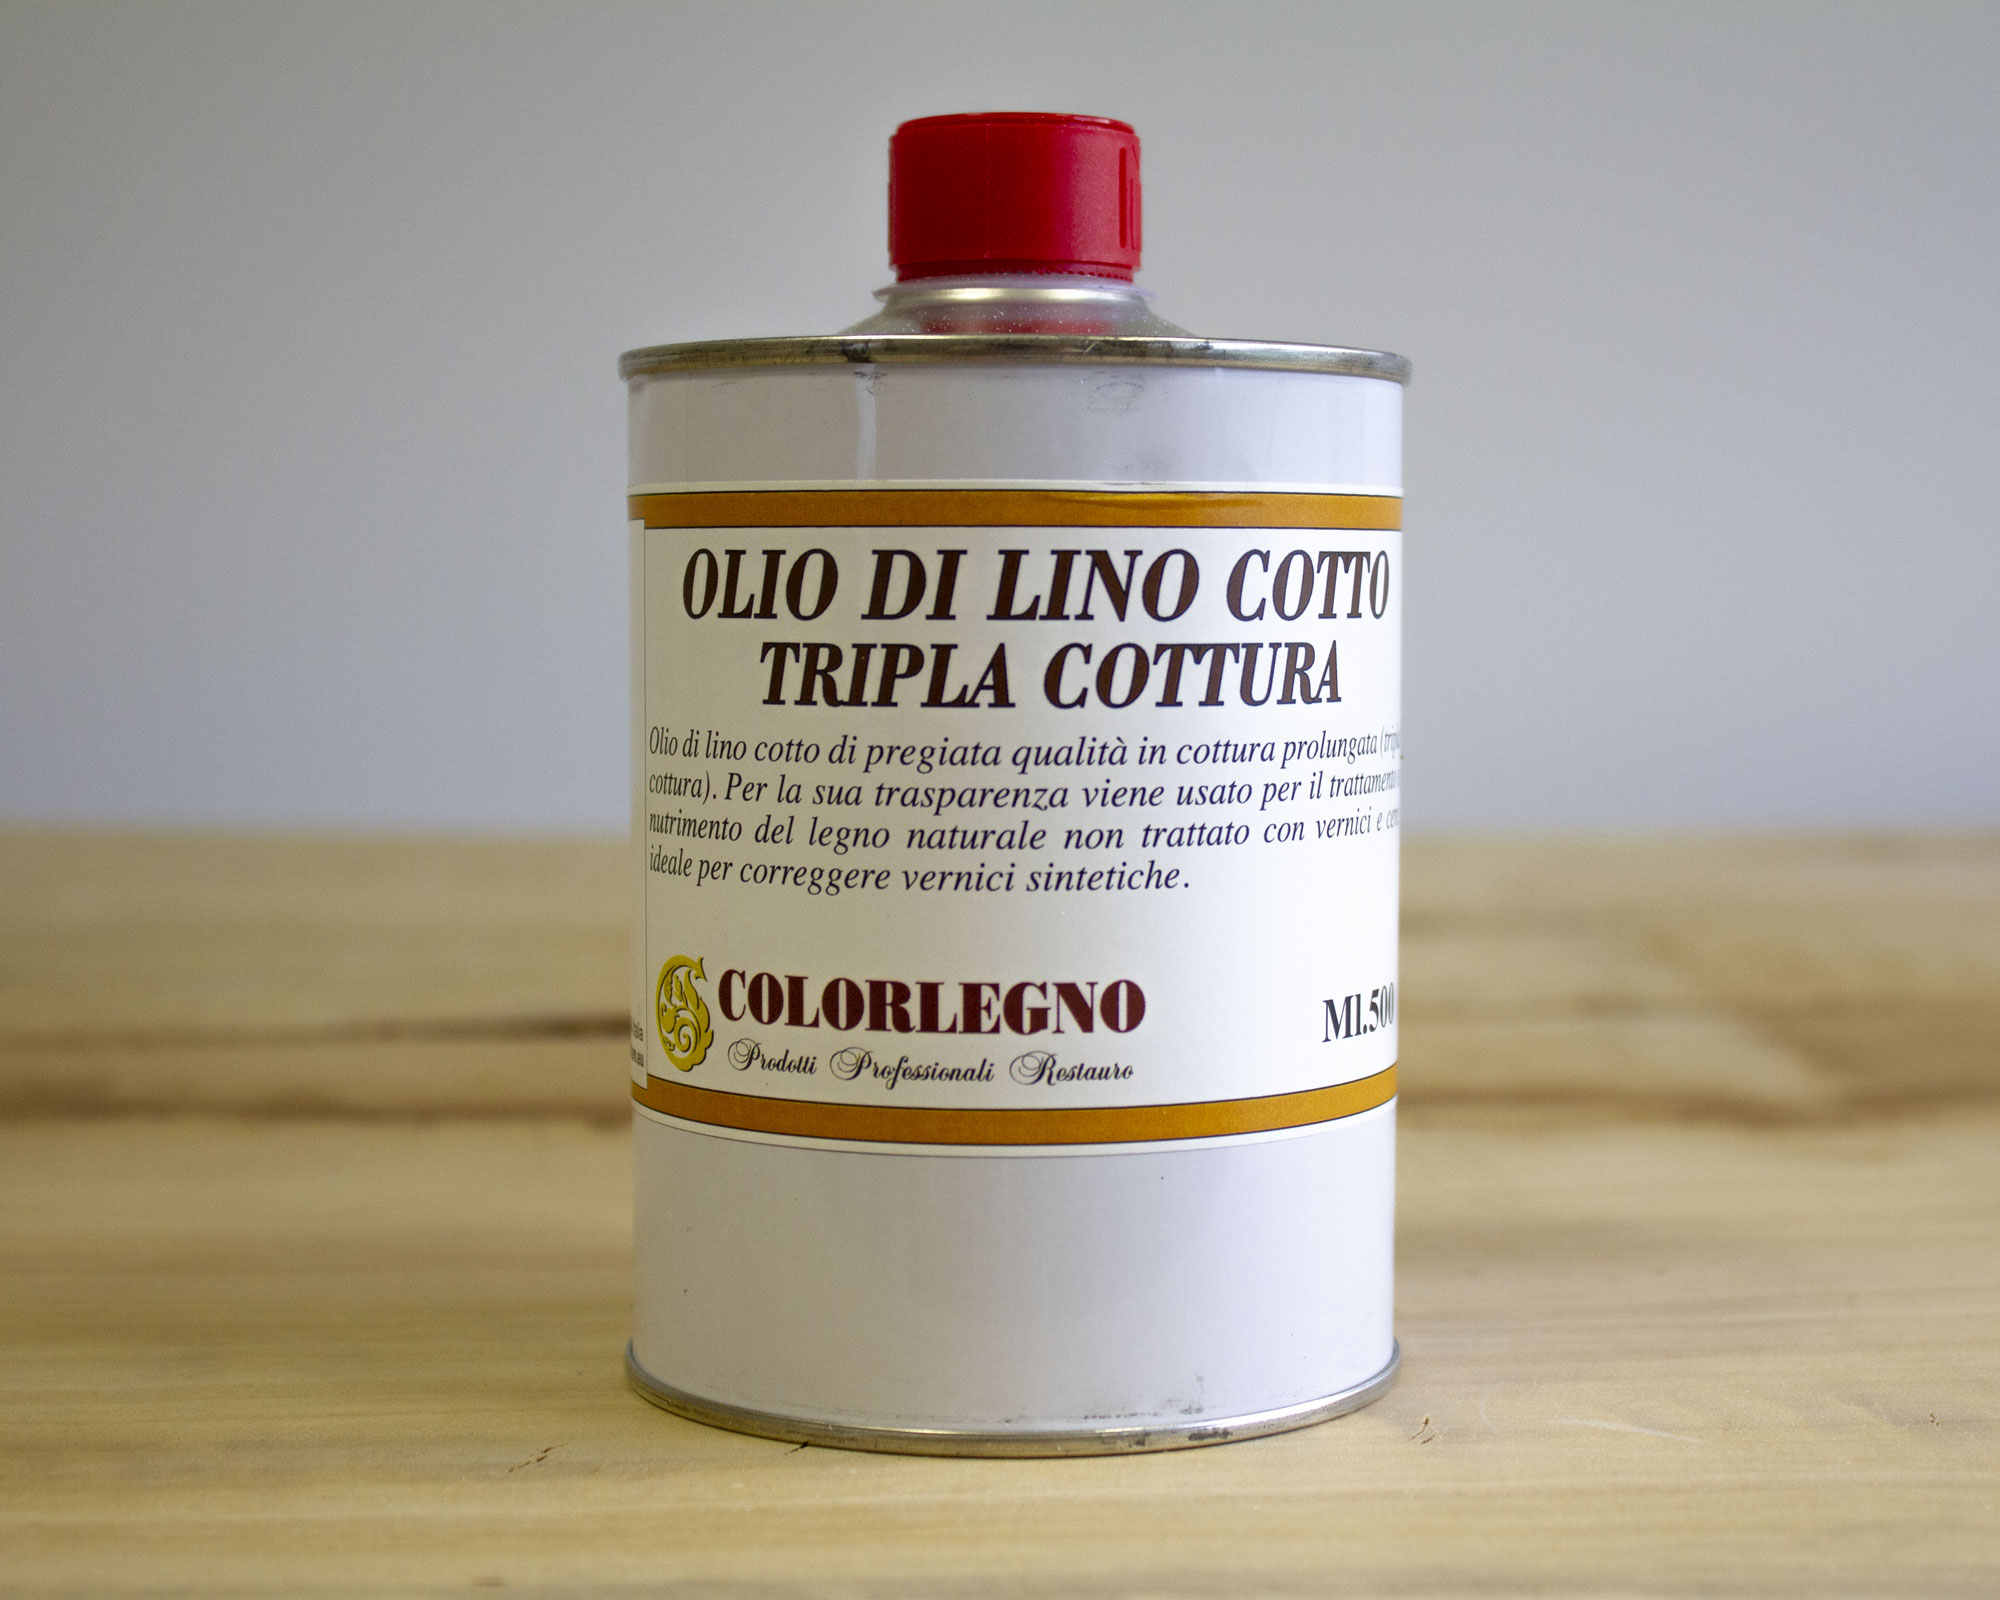 OLIO DI LINO COTTO
TRIPLA COTTURA
Olio di lino cotto di pregiata qualità in cottura prolungata
cottura). Per la sua trasparenza viene usato per il
nutrimento del legno naturale non trattato con vernici e
ideale per correggere vernici sintetiche.
COLORLEGNO
Prodotti Professionali Restauro
Ml.500